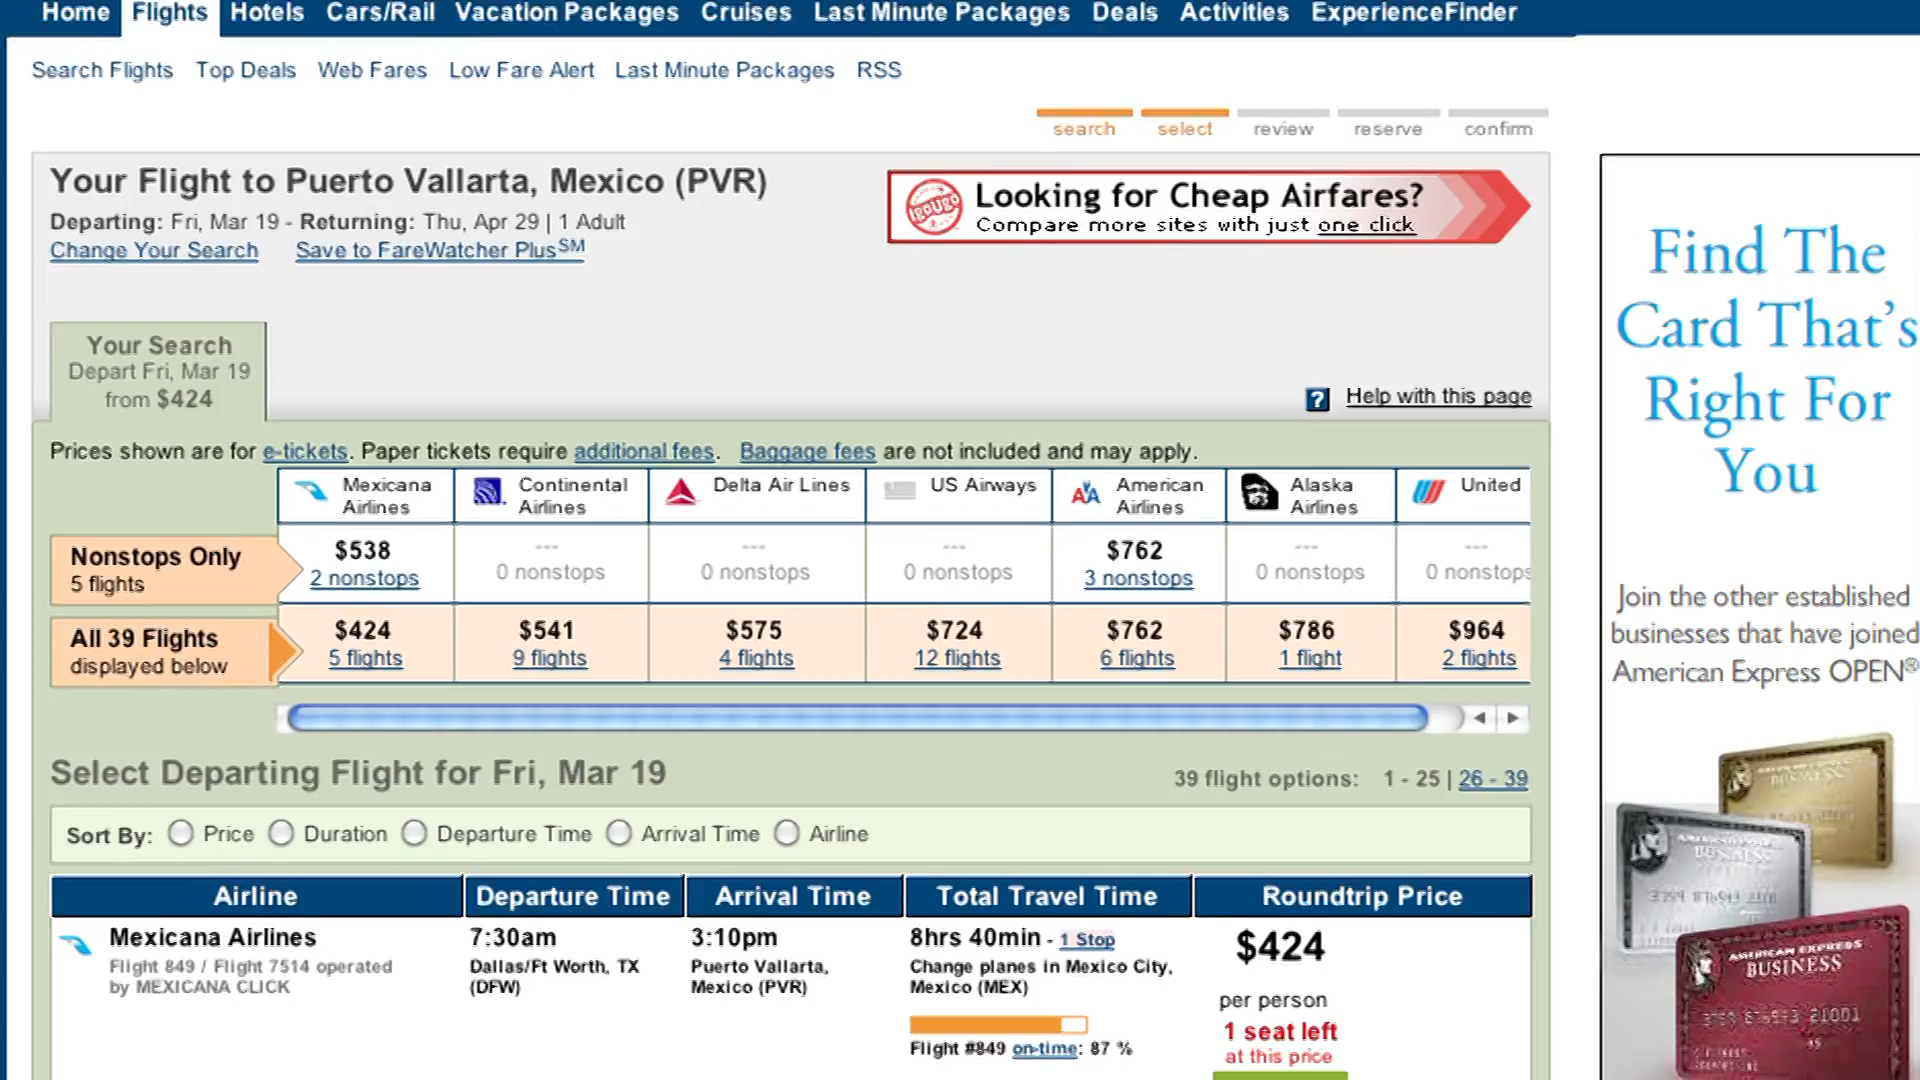 Home Flights Hotels Cars/Rail Vacation Packages Cruises Last Minute Packages Deals Activities ExperienceFinder
Search Flights Top Deals Web Fares Low Fare Alert Last Minute Packages RSS
search select review reserve confirm
Your Flight to Puerto Vallarta, Mexico (PVR)
Departing: Fri, Mar 19 - Returning: Thu, Apr 29 | 1 Adult
Change Your Search Save to FareWatcher Plus SM
IgoUgo
Looking for Cheap Airfares?
Compare more sites with just one click
Your Search
Depart Fri, Mar 19
from $424
? Help with this page
Prices shown are for e-tickets. Paper tickets require additional fees. Baggage fees are not included and may apply.
Mexicana Airlines Continental Airlines Delta Air Lines US Airways American Airlines Alaska Airlines United
Nonstops Only $538 --- --- --- $762 --- ---
5 flights 2 nonstops 0 nonstops 0 nonstops 0 nonstops 3 nonstops 0 nonstops 0 nonstops
All 39 Flights $424 $541 $575 $724 $762 $786 $964
displayed below 5 flights 9 flights 4 flights 12 flights 6 flights 1 flight 2 flights
Select Departing Flight for Fri, Mar 19 39 flight options: 1 - 25 | 26 - 39
Sort By: Price Duration Departure Time Arrival Time Airline
Airline Departure Time Arrival Time Total Travel Time Roundtrip Price
Mexicana Airlines 7:30am 3:10pm 8hrs 40min - 1 Stop $424
Flight 849 / Flight 7514 operated Dallas/Ft Worth, TX Puerto Vallarta, Change planes in Mexico City,
by MEXICANA CLICK (DFW) Mexico (PVR) Mexico (MEX)
per person
1 seat left
Flight #849 on-time: 87 % at this price
Find The
Card That's
Right For
You
Join the other established
businesses that have joined
American Express OPEN®
BUSINESS
AMERICAN EXPRESS
BUSINESS